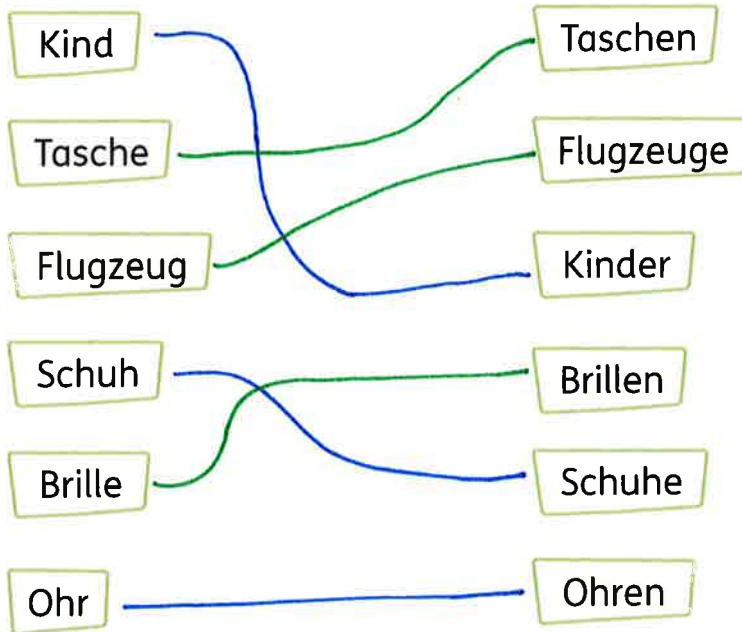 Kind
Taschen
Tasche
Flugzeuge
Flugzeug
Kinder
Schuh
Brillen
Brille
Schuhe
Ohr
Ohren